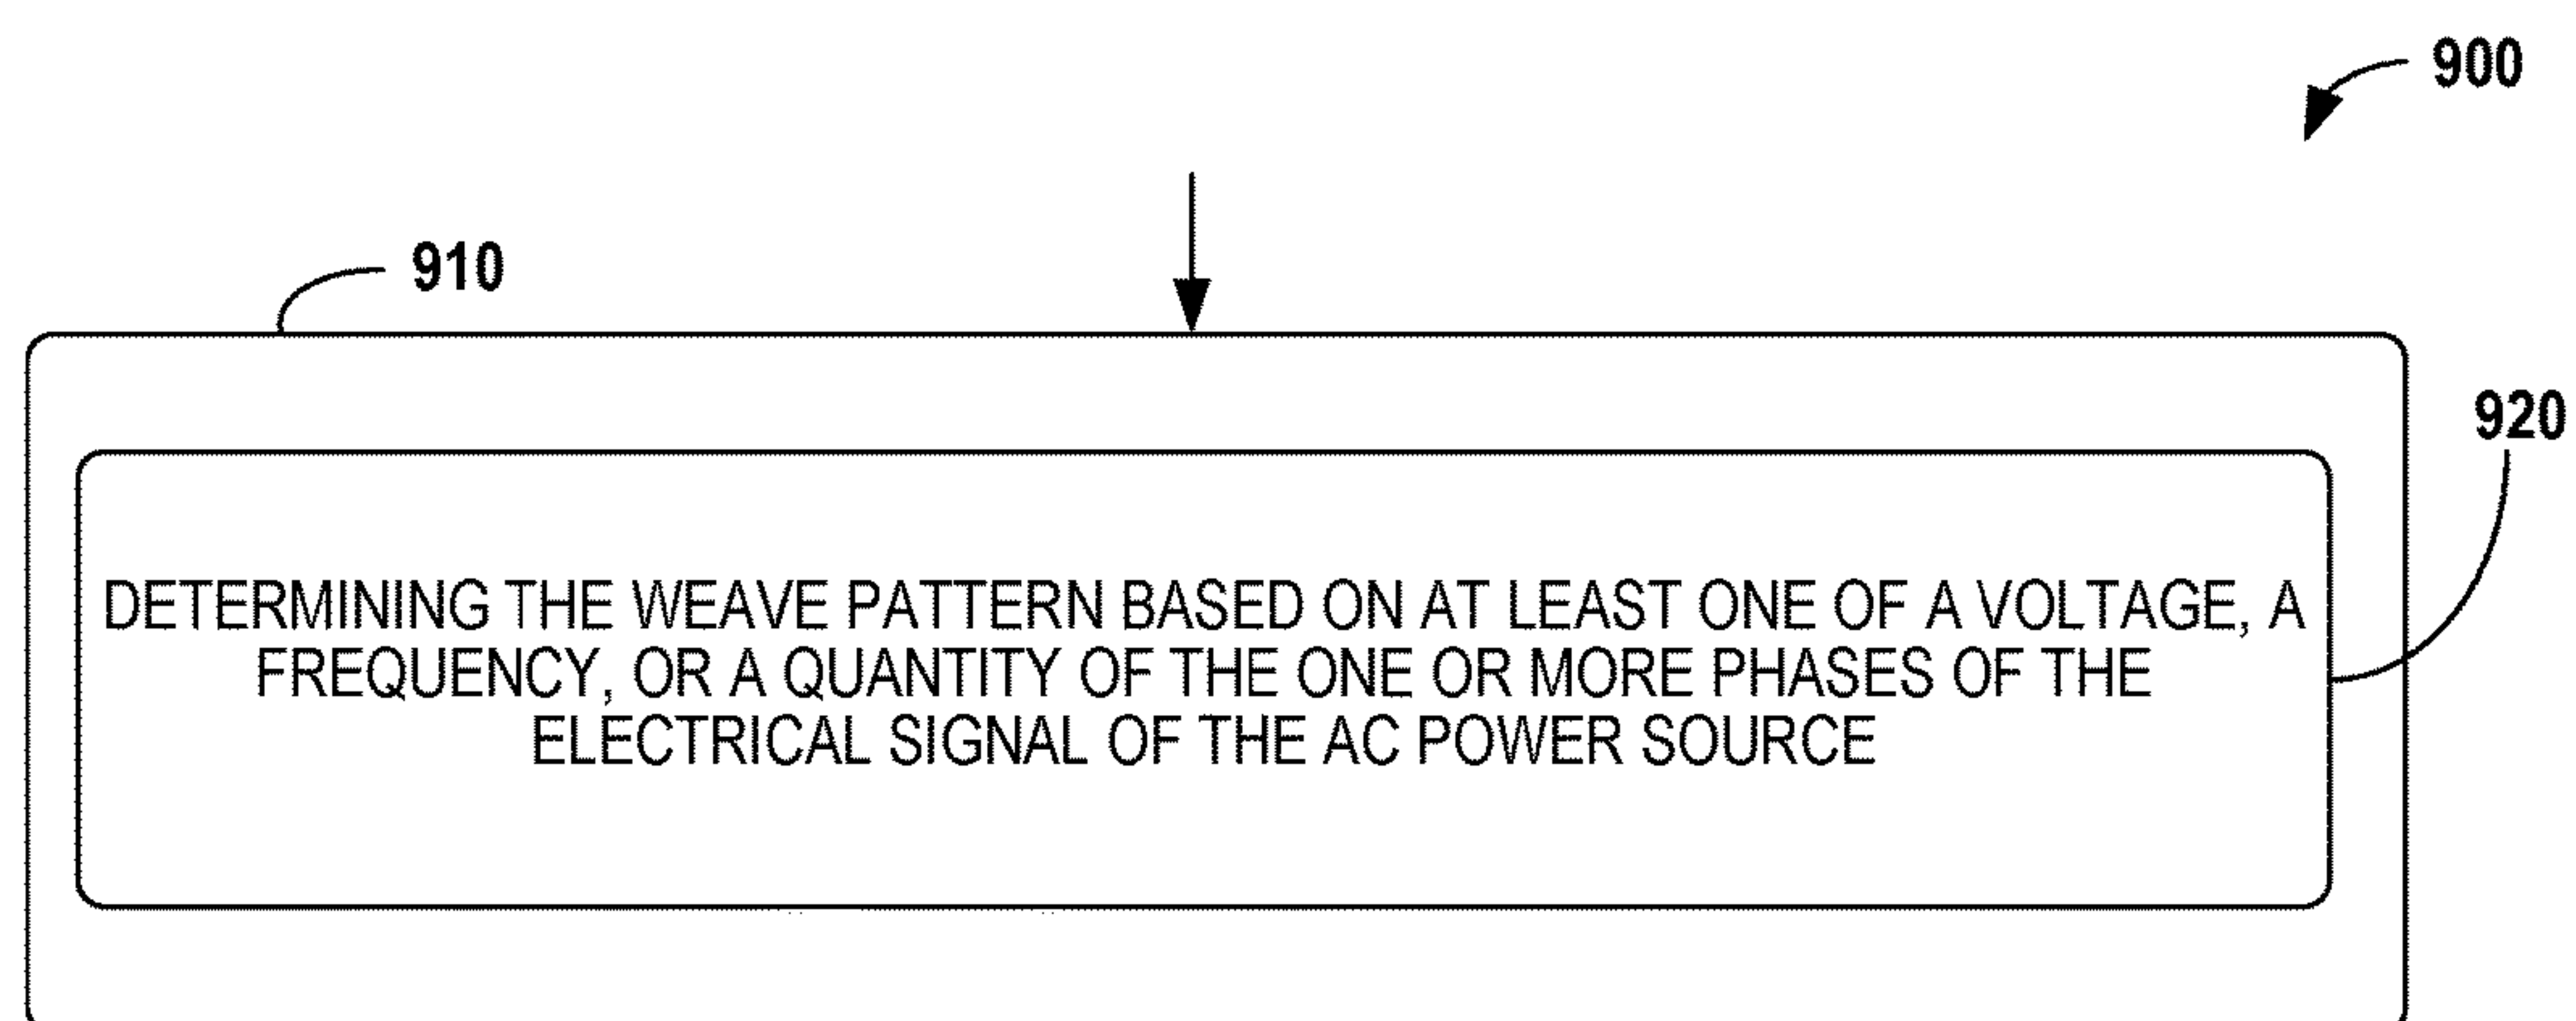 900
910
920
DETERMINING THE WEAVE PATTERN BASED ON AT LEAST ONE OF A VOLTAGE, A
FREQUENCY, OR A QUANTITY OF THE ONE OR MORE PHASES OF THE
ELECTRICAL SIGNAL OF THE AC POWER SOURCE